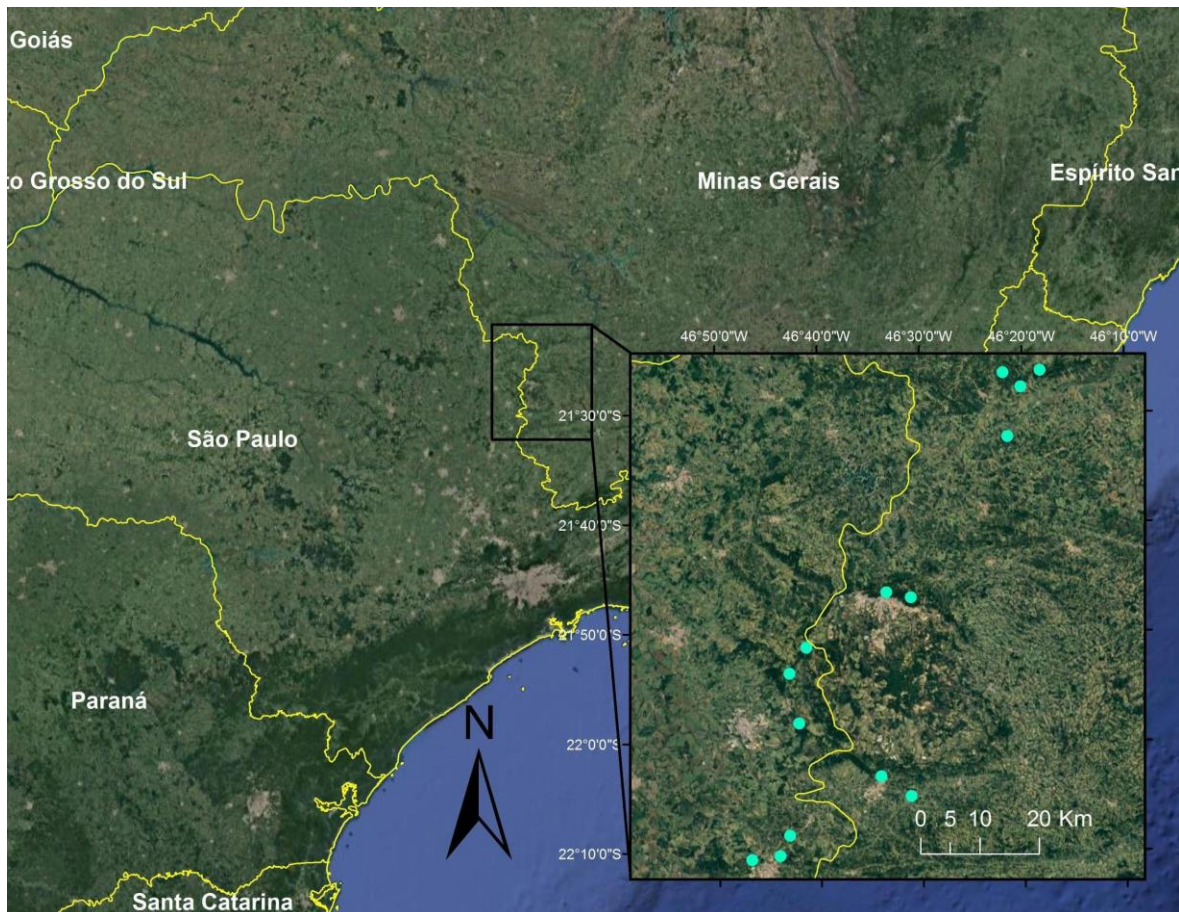 Goiás
to Grosso do Sul
Minas Gerais
Espírito San
46°50'0"W 46°40'0"W 46°30'0"W 46°20'0"W 46°10'0"W
21°30'0"S
São Paulo
21°40'0"S
21°50'0"S
Paraná
N
22°0'0"S
0 5 10 20 Km
22°10'0"S
Santa Catarina